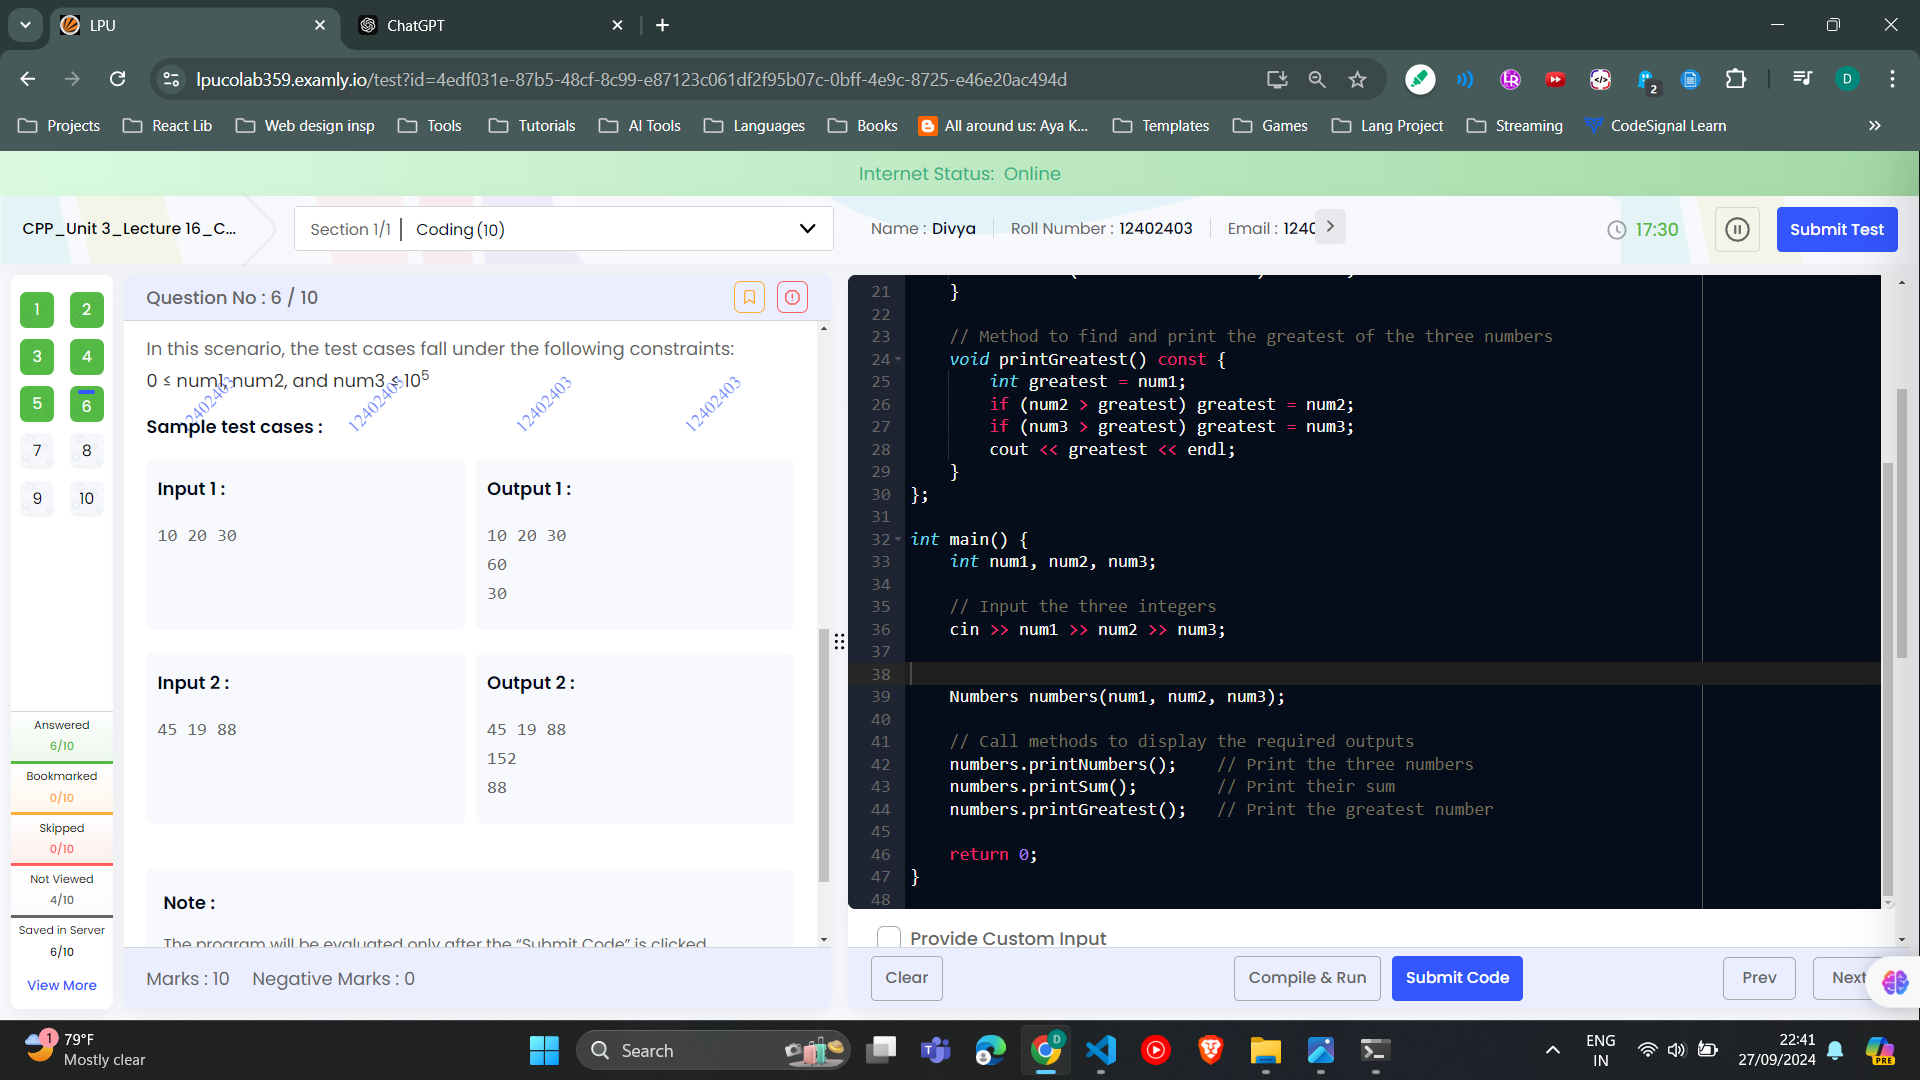 LPU
ChatGPT
lpucolab359.examly.io/test?id=4edf031e-87b5-48cf-8c99-e87123c061df2f95b07c-0bff-4e9c-8725-e46e20ac494d
2
D
Projects
React Lib
Web design insp
Tools
Tutorials
AI Tools
Languages
Books
All around us: Aya K...
Templates
Games
Lang Project
Streaming
CodeSignal Learn
»
Internet Status: Online
CPP_Unit 3_Lecture 16_C...
Section 1/1 | Coding (10)
Name : Divya
Roll Number : 12402403
Email : 1240
17:30
Submit Test
1 2
3 4
5 6
7 8
9 10
Answered
6/10
Bookmarked
0/10
Skipped
0/10
Not Viewed
4/10
Saved in Server
6/10
View More
Question No : 6 / 10
In this scenario, the test cases fall under the following constraints:
0 ≤ num1, num2, and num3 ≤ 10⁵
12402403 12402403 12402403 12402403
Sample test cases :
Input 1 :
10 20 30
Output 1 :
10 20 30
60
30
Input 2 :
45 19 88
Output 2 :
45 19 88
152
88
Note :
The program will be evaluated only after the “Submit Code” is clicked
Marks : 10 Negative Marks : 0
21     }
22
23     // Method to find and print the greatest of the three numbers
24     void printGreatest() const {
25         int greatest = num1;
26         if (num2 > greatest) greatest = num2;
27         if (num3 > greatest) greatest = num3;
28         cout << greatest << endl;
29     }
30 };
31
32 int main() {
33     int num1, num2, num3;
34
35     // Input the three integers
36     cin >> num1 >> num2 >> num3;
37
38
39     Numbers numbers(num1, num2, num3);
40
41     // Call methods to display the required outputs
42     numbers.printNumbers();    // Print the three numbers
43     numbers.printSum();        // Print their sum
44     numbers.printGreatest();   // Print the greatest number
45
46     return 0;
47 }
48
Provide Custom Input
Clear
Compile & Run
Submit Code
Prev
Next
1
79°F
Mostly clear
Search
D
ENG
IN
22:41
27/09/2024
PRE